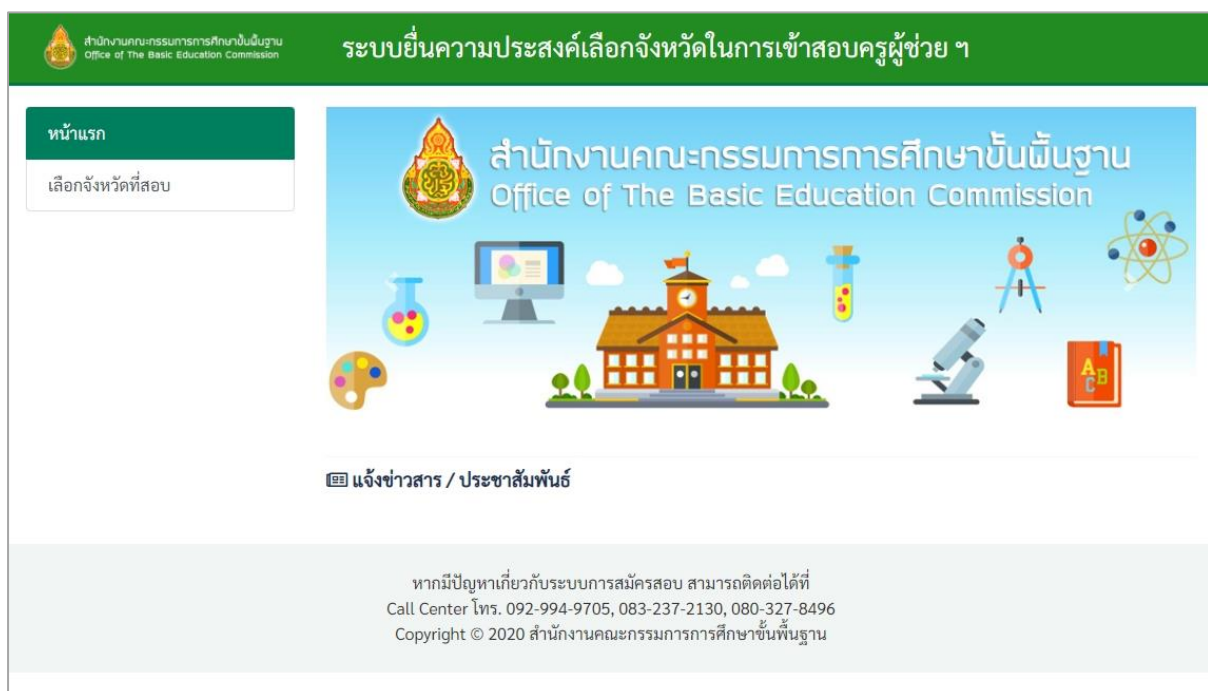 สำนักงานคณะกรรมการการศึกษาขั้นพื้นฐาน
Office of The Basic Education Commission
ระบบยื่นความประสงค์เลือกจังหวัดในการเข้าสอบครูผู้ช่วย ฯ
หน้าแรก
เลือกจังหวัดที่สอบ
สำนักงานคณะกรรมการการศึกษาขั้นพื้นฐาน
Office of The Basic Education Commission
A
B
C
แจ้งข่าวสาร / ประชาสัมพันธ์
หากมีปัญหาเกี่ยวกับระบบการสมัครสอบ สามารถติดต่อได้ที่
Call Center โทร. 092-994-9705, 083-237-2130, 080-327-8496
Copyright © 2020 สำนักงานคณะกรรมการการศึกษาขั้นพื้นฐาน